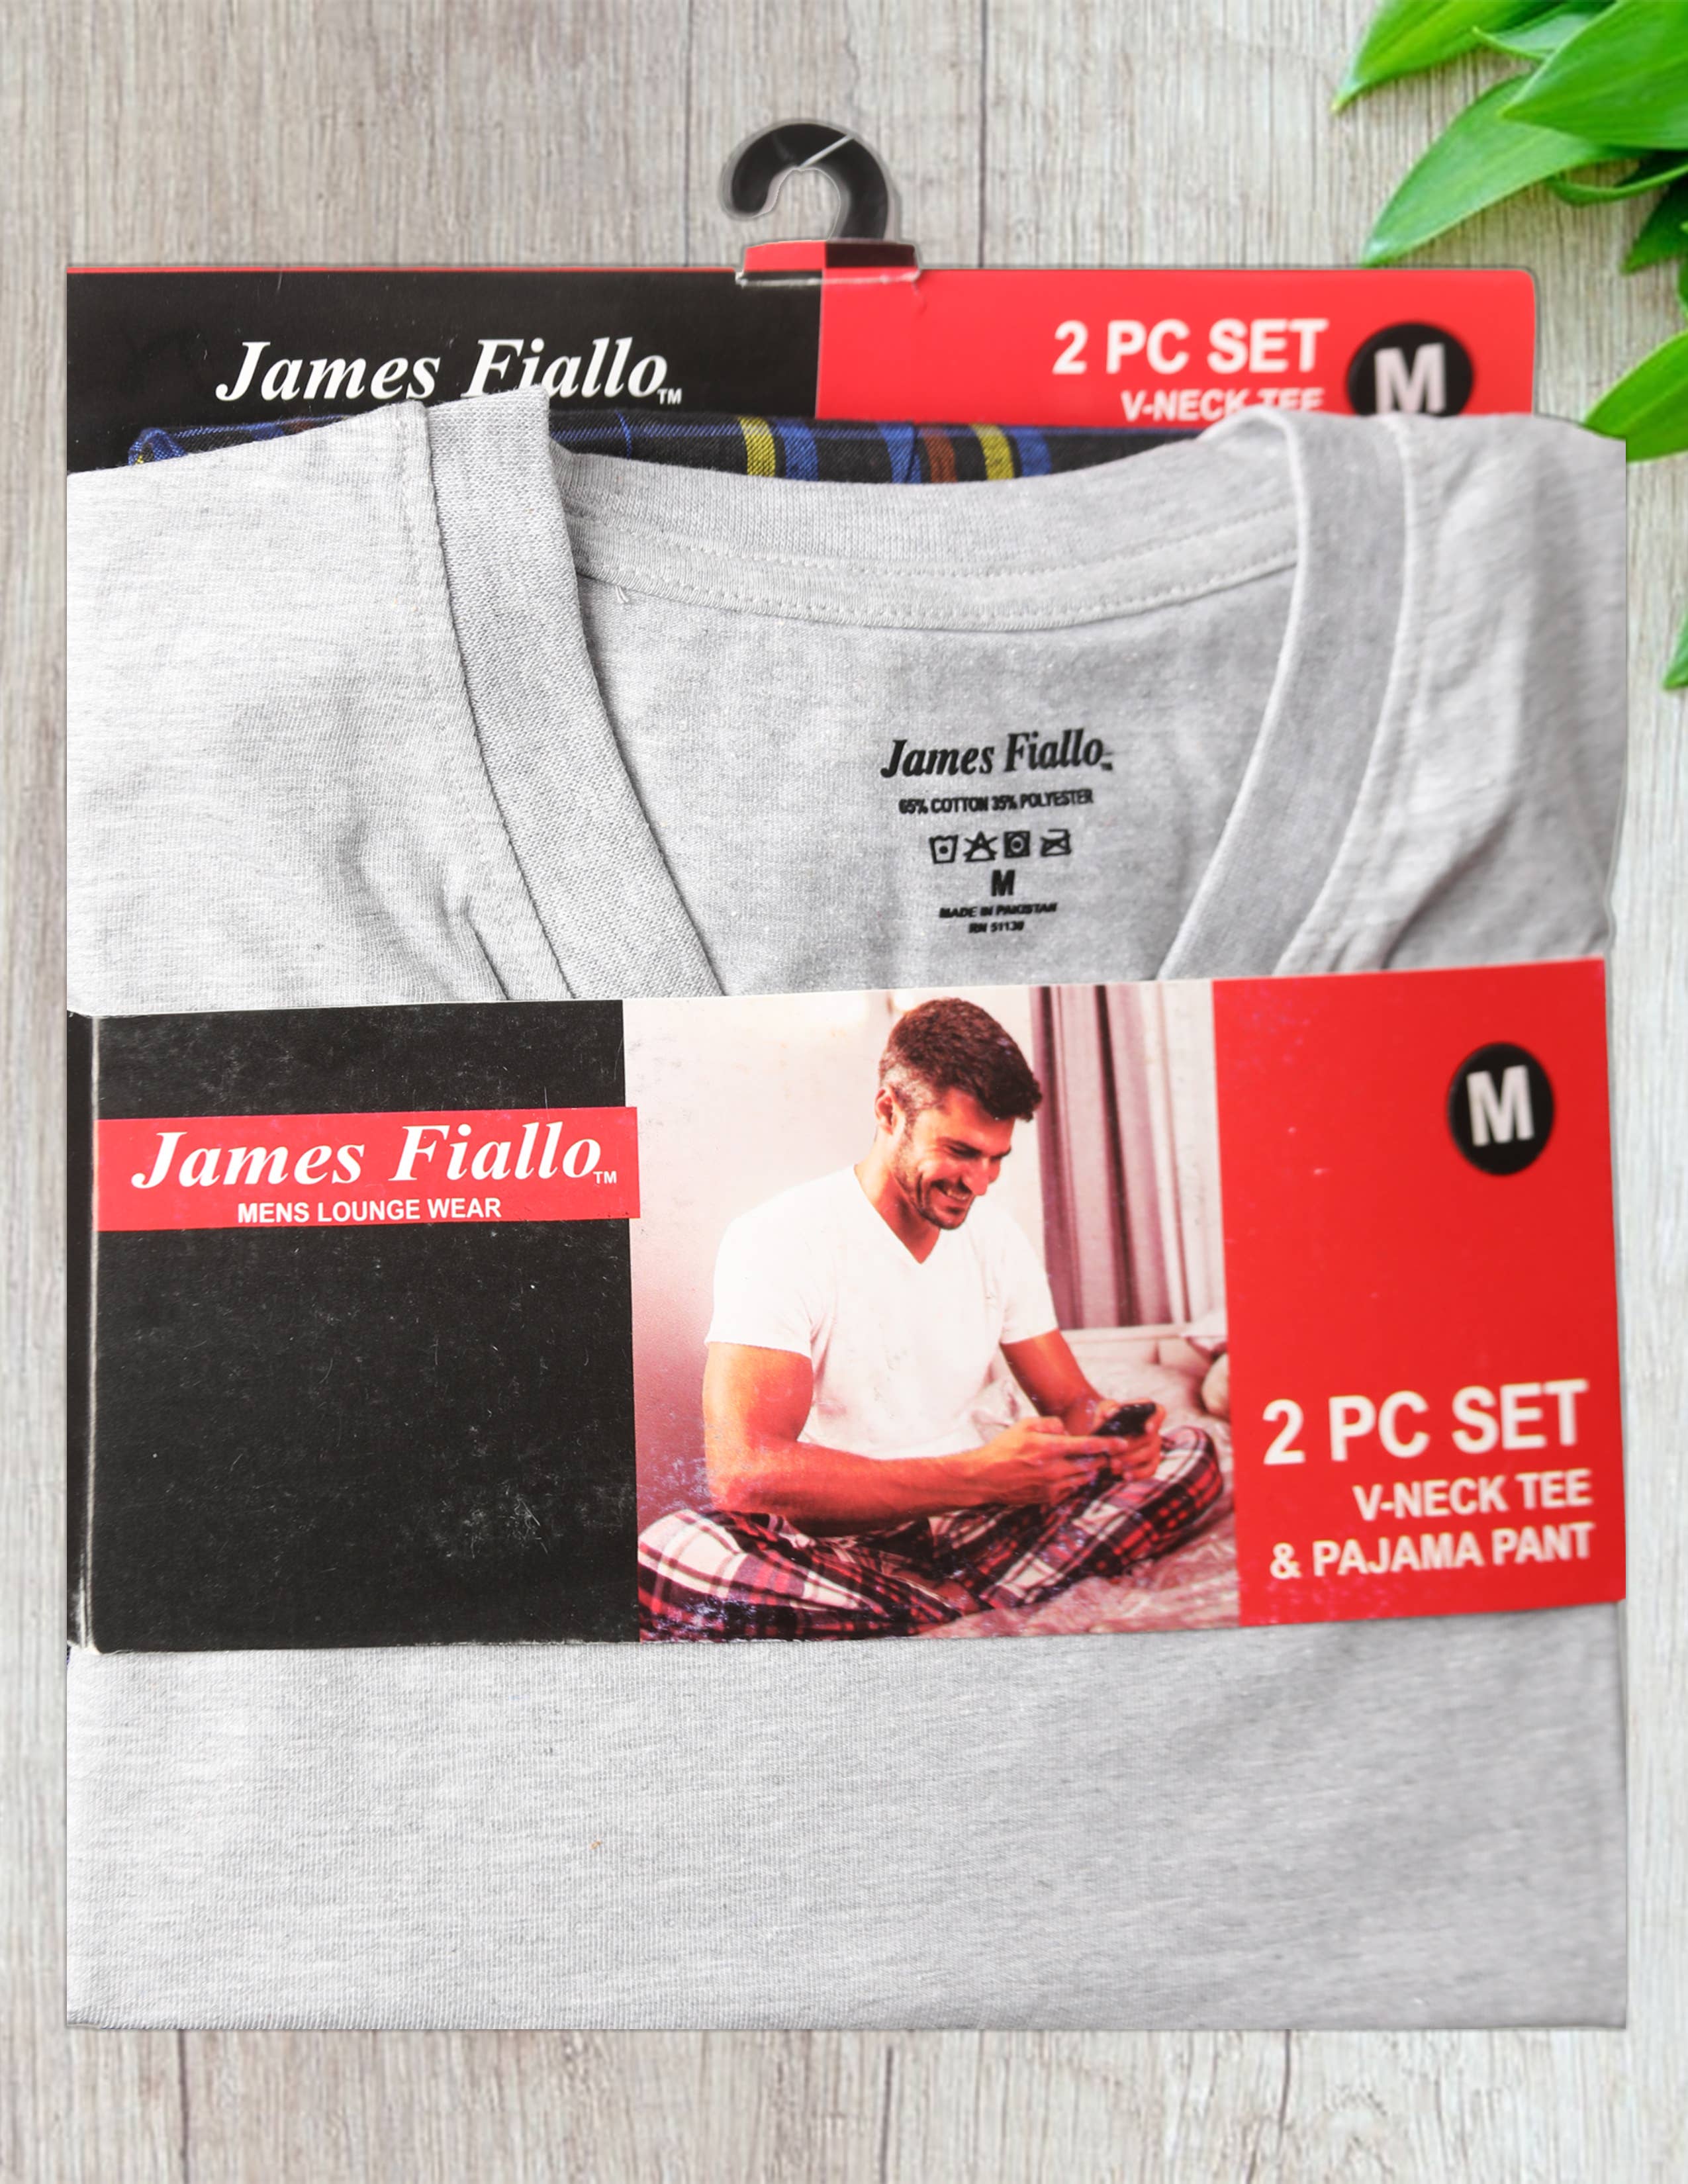 James Fiallo™
2 PC SET
V-NECK TEE
M
James Fiallo™
65% COTTON 35% POLYESTER
M
MADE IN PAKISTAN
RN 51130
James Fiallo™
MENS LOUNGE WEAR
M
2 PC SET
V-NECK TEE
& PAJAMA PANT